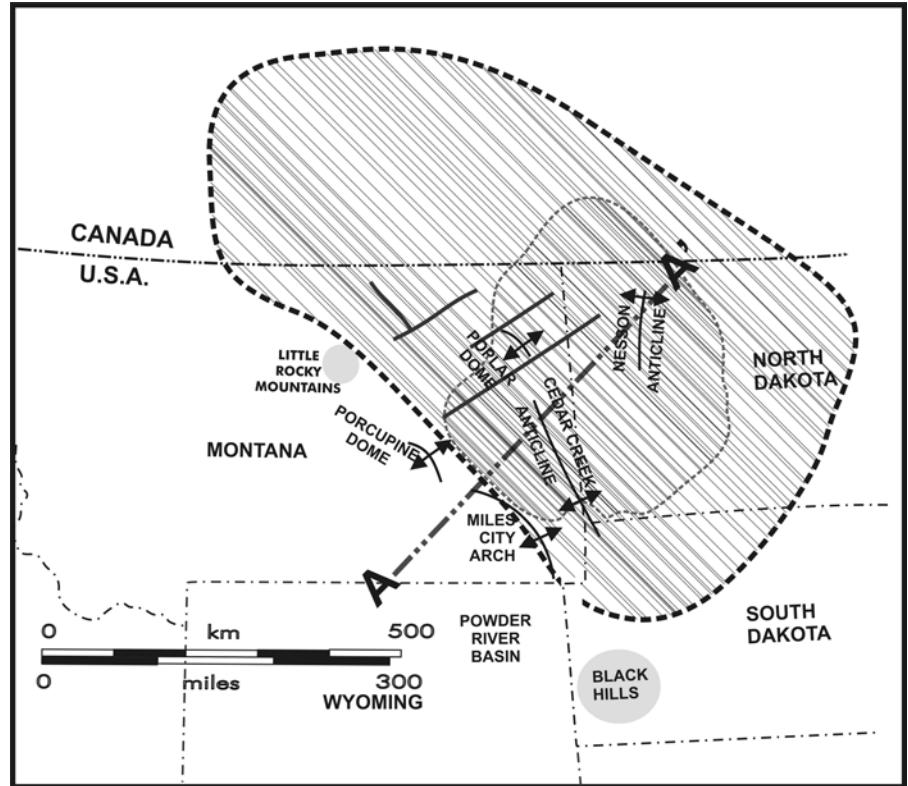 CANADA
U.S.A.
A'
NESSON
ANTICLINE
NORTH
DAKOTA
POPLAR
DOME
LITTLE
ROCKY
MOUNTAINS
CEDAR CREEK
ANTICLINE
PORCUPINE
DOME
MONTANA
MILES
CITY
ARCH
A
POWDER
RIVER
BASIN
SOUTH
DAKOTA
0 km 500
0 miles 300
WYOMING
BLACK
HILLS